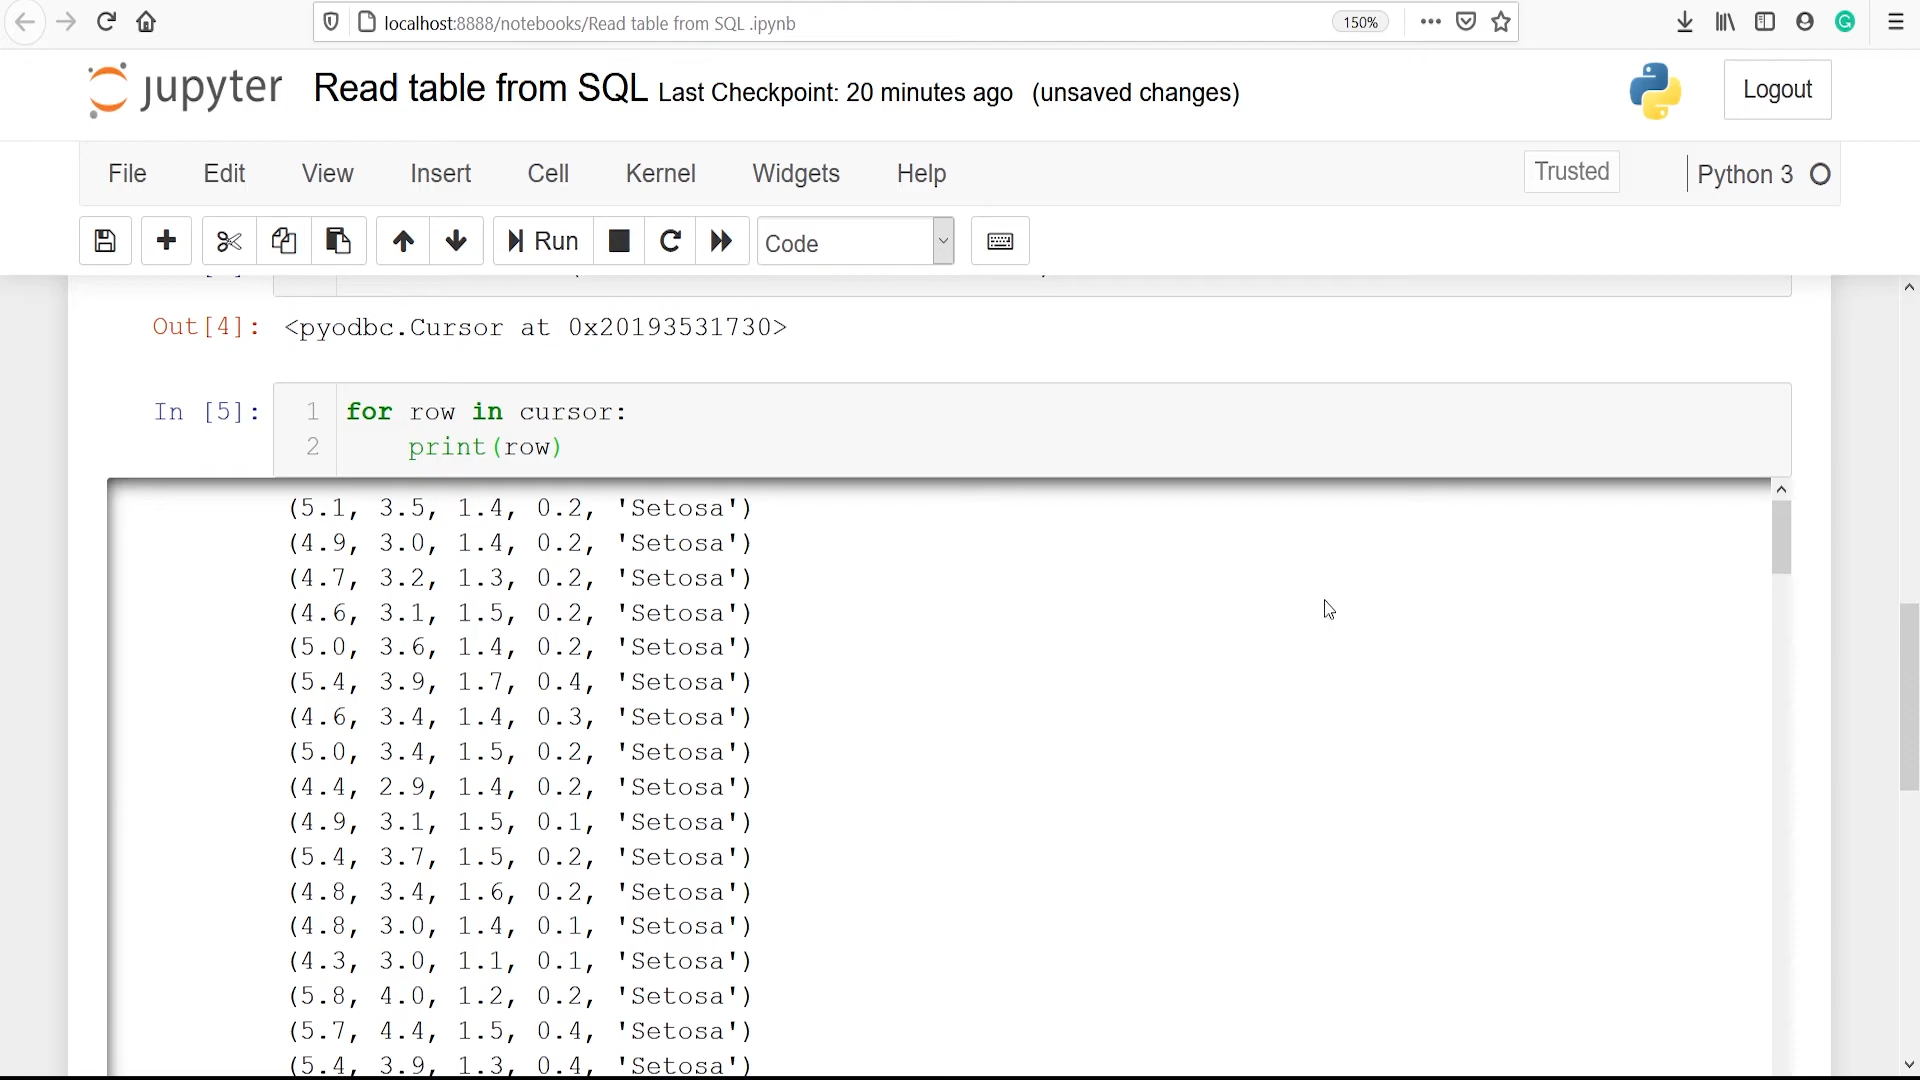 localhost:8888/notebooks/Read table from SQL .ipynb
150%
jupyter Read table from SQL Last Checkpoint: 20 minutes ago (unsaved changes)
Logout
File Edit View Insert Cell Kernel Widgets Help
Trusted
Python 3
Run
Code
Out[4]: <pyodbc.Cursor at 0x20193531730>
In [5]: 1 for row in cursor:
2 print(row)
(5.1, 3.5, 1.4, 0.2, 'Setosa')
(4.9, 3.0, 1.4, 0.2, 'Setosa')
(4.7, 3.2, 1.3, 0.2, 'Setosa')
(4.6, 3.1, 1.5, 0.2, 'Setosa')
(5.0, 3.6, 1.4, 0.2, 'Setosa')
(5.4, 3.9, 1.7, 0.4, 'Setosa')
(4.6, 3.4, 1.4, 0.3, 'Setosa')
(5.0, 3.4, 1.5, 0.2, 'Setosa')
(4.4, 2.9, 1.4, 0.2, 'Setosa')
(4.9, 3.1, 1.5, 0.1, 'Setosa')
(5.4, 3.7, 1.5, 0.2, 'Setosa')
(4.8, 3.4, 1.6, 0.2, 'Setosa')
(4.8, 3.0, 1.4, 0.1, 'Setosa')
(4.3, 3.0, 1.1, 0.1, 'Setosa')
(5.8, 4.0, 1.2, 0.2, 'Setosa')
(5.7, 4.4, 1.5, 0.4, 'Setosa')
(5.4, 3.9, 1.3, 0.4, 'Setosa')